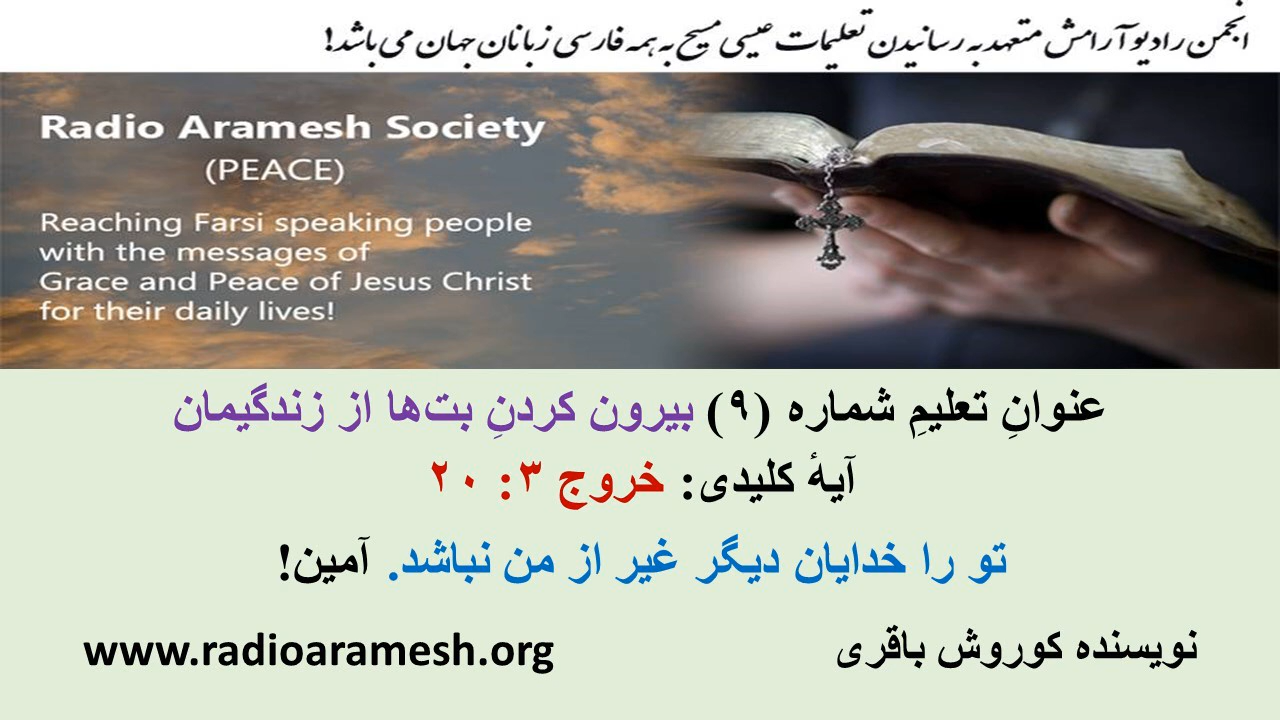 انجمن رادیو آرامش متعهد به رسانیدن تعلیمات عیسی مسیح به همه فارسی زبانان جهان می باشد!
Radio Aramesh Society
(PEACE)
Reaching Farsi speaking people
with the messages of
Grace and Peace of Jesus Christ
for their daily lives!
عنوانِ تعلیمِ شماره (۹) بیرون کردنِ بت‌ها از زندگیمان
آیهٔ کلیدی: خروج ۳: ۲۰
تو را خدایان دیگر غیر از من نباشد. آمین!
نویسنده کوروش باقری
www.radioaramesh.org